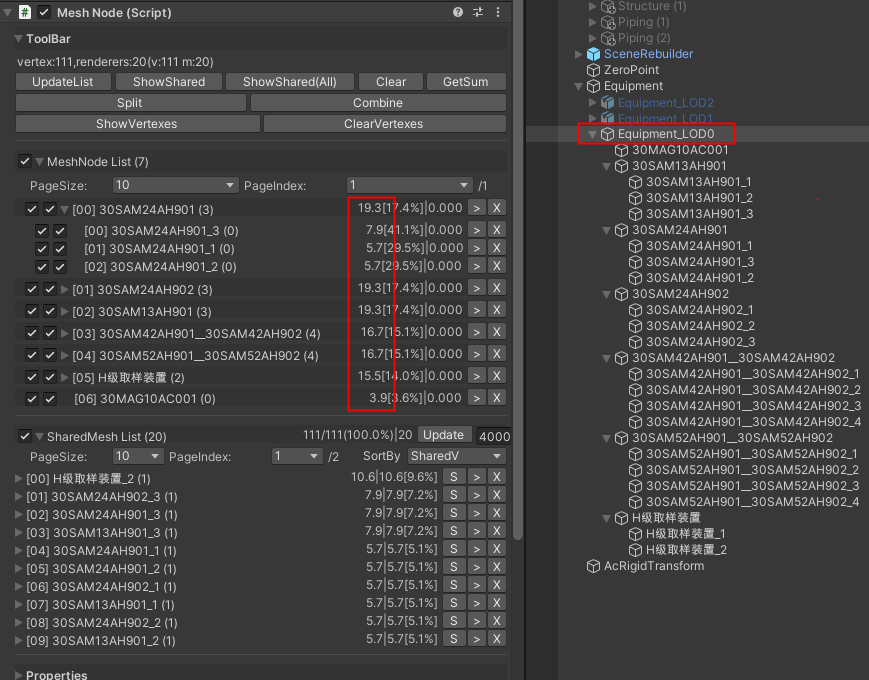 Mesh Node (Script)
ToolBar
vertex:111,renderers:20(v:111 m:20)
UpdateList ShowShared ShowShared(All) Clear GetSum
Split Combine
ShowVertexes ClearVertexes
MeshNode List (7)
PageSize: 10 PageIndex: 1 /1
[00] 30SAM24AH901 (3) 19.3[17.4%]|0.000 > X
[00] 30SAM24AH901_3 (0) 7.9[41.1%]|0.000 > X
[01] 30SAM24AH901_1 (0) 5.7[29.5%]|0.000 > X
[02] 30SAM24AH901_2 (0) 5.7[29.5%]|0.000 > X
[01] 30SAM24AH902 (3) 19.3[17.4%]|0.000 > X
[02] 30SAM13AH901 (3) 19.3[17.4%]|0.000 > X
[03] 30SAM42AH901__30SAM42AH902 (4) 16.7[15.1%]|0.000 > X
[04] 30SAM52AH901__30SAM52AH902 (4) 16.7[15.1%]|0.000 > X
[05] H级取样装置 (2) 15.5[14.0%]|0.000 > X
[06] 30MAG10AC001 (0) 3.9[3.6%]|0.000 > X
SharedMesh List (20) 111/111(100.0%)|20 Update 4000
PageSize: 10 PageIndex: 1 /2 SortBy SharedV
[00] H级取样装置_2 (1) 10.6|10.6[9.6%] S > X
[01] 30SAM24AH902_3 (1) 7.9|7.9[7.2%] S > X
[02] 30SAM24AH901_3 (1) 7.9|7.9[7.2%] S > X
[03] 30SAM13AH901_3 (1) 7.9|7.9[7.2%] S > X
[04] 30SAM24AH901_1 (1) 5.7|5.7[5.1%] S > X
[05] 30SAM24AH901_2 (1) 5.7|5.7[5.1%] S > X
[06] 30SAM24AH902_1 (1) 5.7|5.7[5.1%] S > X
[07] 30SAM13AH901_1 (1) 5.7|5.7[5.1%] S > X
[08] 30SAM24AH902_2 (1) 5.7|5.7[5.1%] S > X
[09] 30SAM13AH901_2 (1) 5.7|5.7[5.1%] S > X
Properties
Structure (1)
Piping (1)
Piping (2)
SceneRebuilder
ZeroPoint
Equipment
Equipment_LOD2
Equipment_LOD1
Equipment_LOD0
30MAG10AC001
30SAM13AH901
30SAM13AH901_1
30SAM13AH901_2
30SAM13AH901_3
30SAM24AH901
30SAM24AH901_1
30SAM24AH901_3
30SAM24AH901_2
30SAM24AH902
30SAM24AH902_1
30SAM24AH902_2
30SAM24AH902_3
30SAM42AH901__30SAM42AH902
30SAM42AH901__30SAM42AH902_1
30SAM42AH901__30SAM42AH902_2
30SAM42AH901__30SAM42AH902_3
30SAM42AH901__30SAM42AH902_4
30SAM52AH901__30SAM52AH902
30SAM52AH901__30SAM52AH902_1
30SAM52AH901__30SAM52AH902_2
30SAM52AH901__30SAM52AH902_3
30SAM52AH901__30SAM52AH902_4
H级取样装置
H级取样装置_1
H级取样装置_2
AcRigidTransform